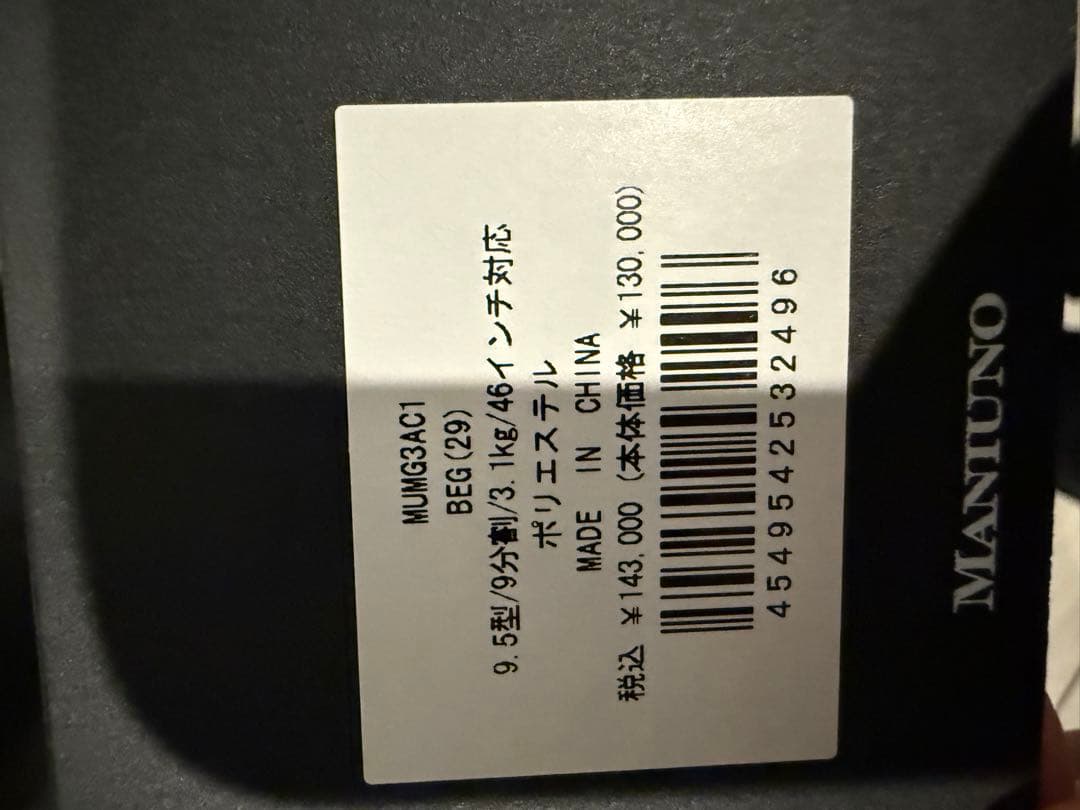 MUMG3AC1
BEG(29)
9.5型/9分割/3.1kg/46インチ対応
ポリエステル
MADE IN CHINA
税込 ¥143,000 (本体価格 ¥130,000)
4549542532496
MANIUNO